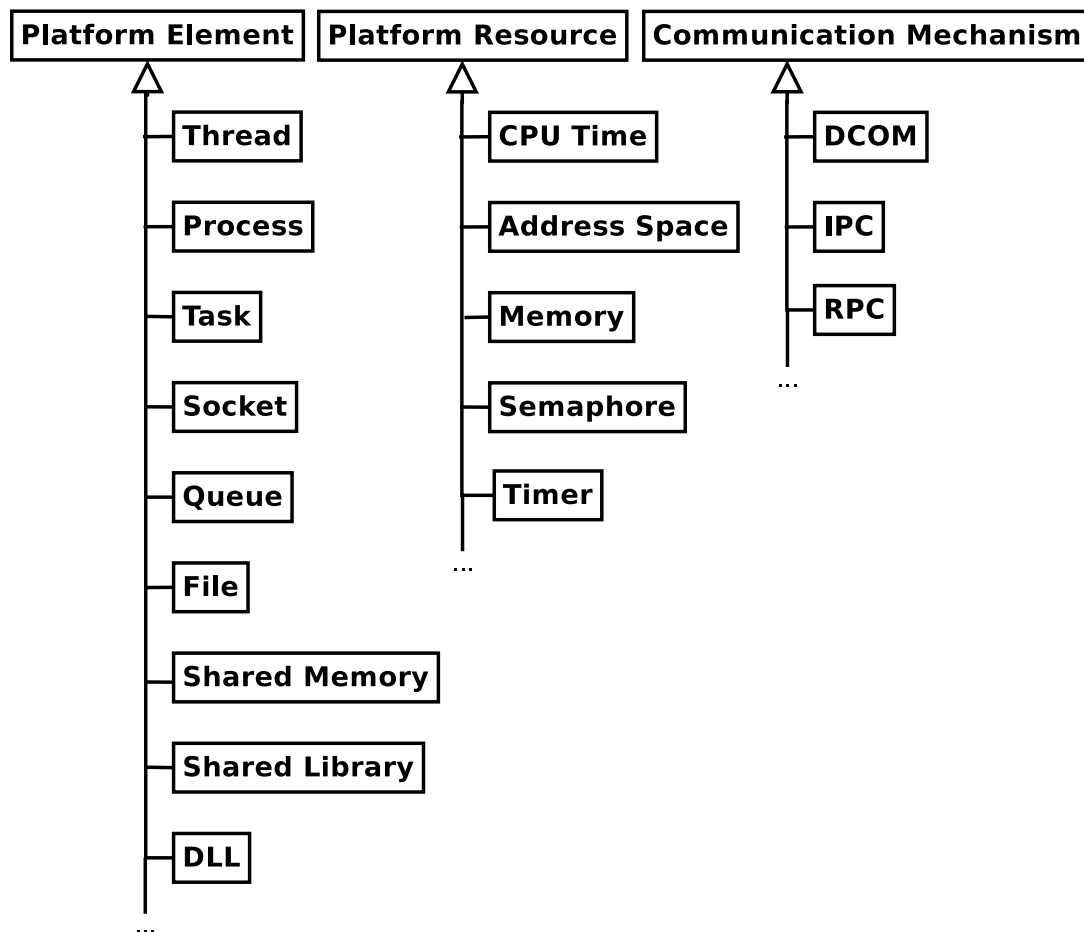 Platform Element
Thread
Process
Task
Socket
Queue
File
Shared Memory
Shared Library
DLL
...
Platform Resource
CPU Time
Address Space
Memory
Semaphore
Timer
...
Communication Mechanism
DCOM
IPC
RPC
...